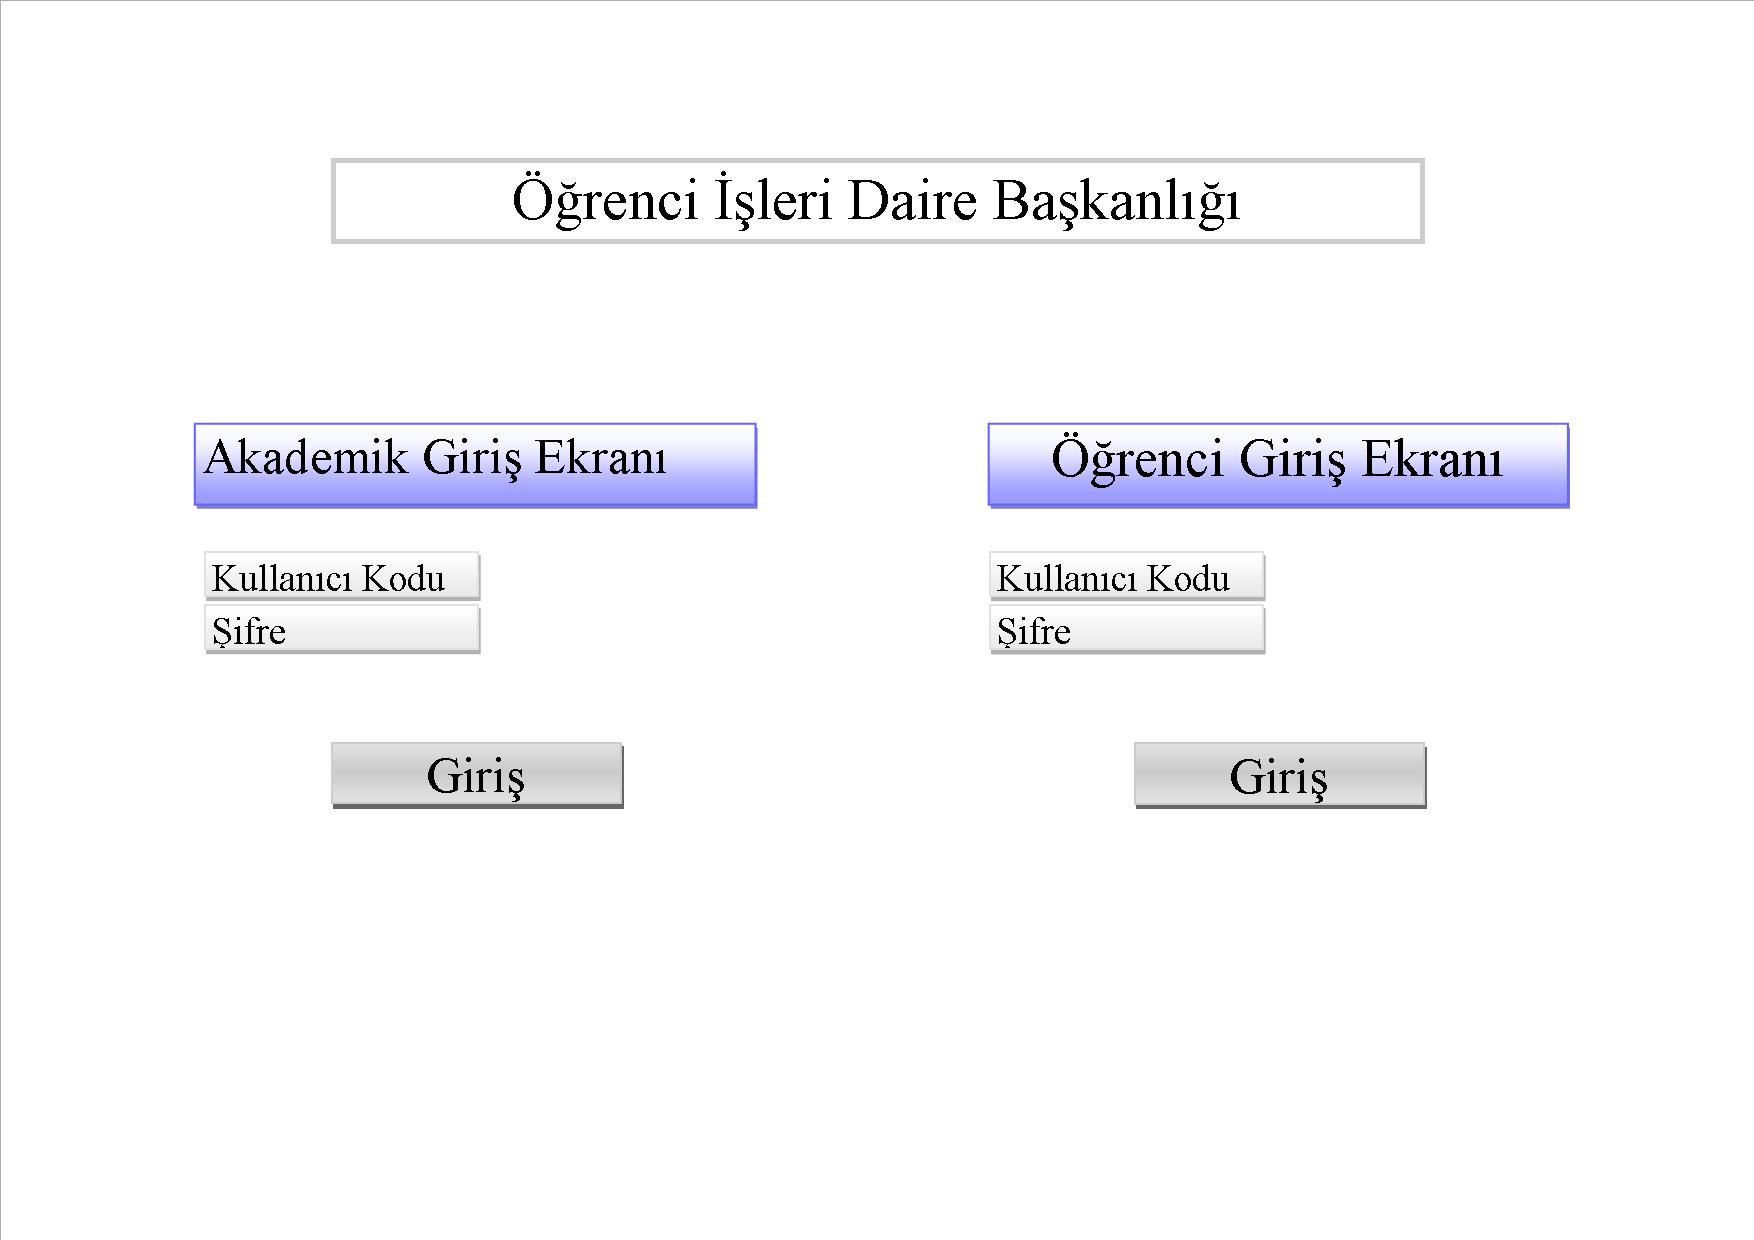 Öğrenci İşleri Daire Başkanlığı
Akademik Giriş Ekranı
Kullanıcı Kodu
Şifre
Giriş
Öğrenci Giriş Ekranı
Kullanıcı Kodu
Şifre
Giriş